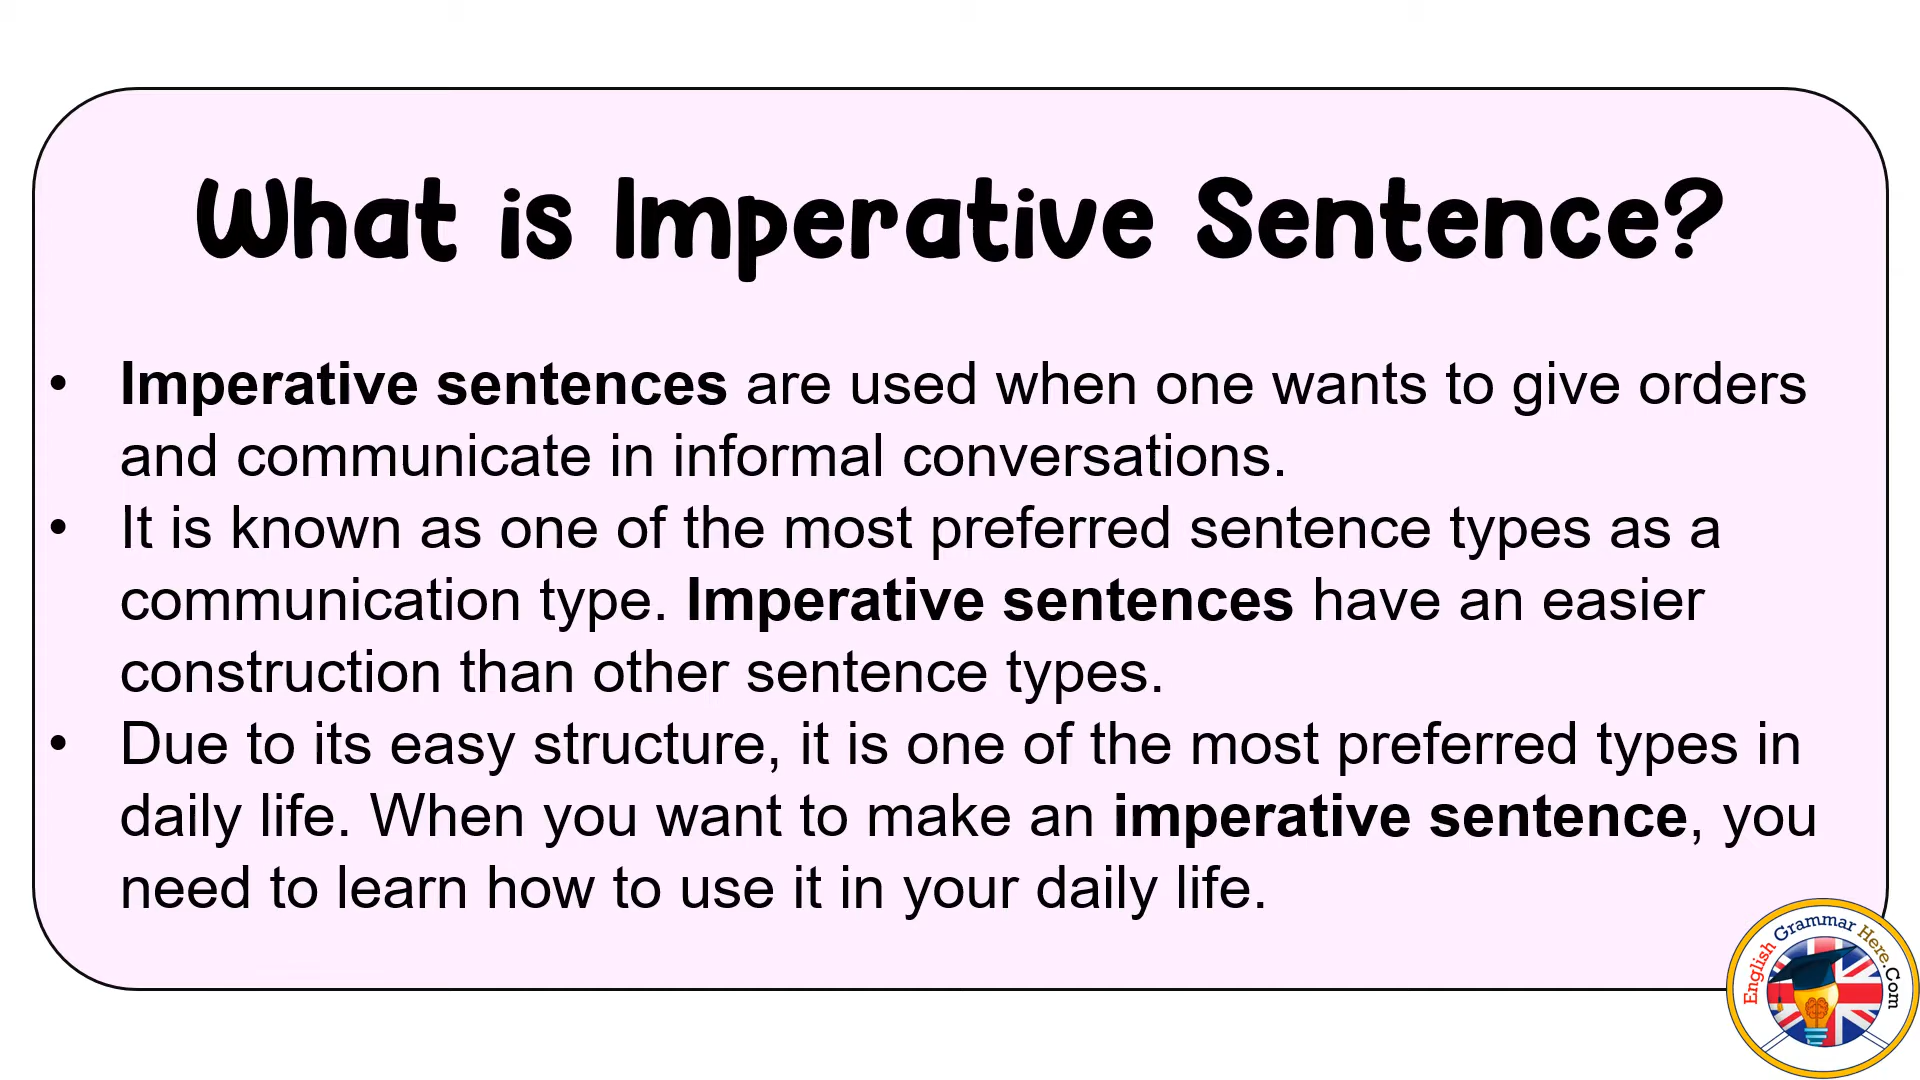 What is Imperative Sentence?
• Imperative sentences are used when one wants to give orders
and communicate in informal conversations.
• It is known as one of the most preferred sentence types as a
communication type. Imperative sentences have an easier
construction than other sentence types.
• Due to its easy structure, it is one of the most preferred types in
daily life. When you want to make an imperative sentence, you
need to learn how to use it in your daily life.
English Grammar Here.Com